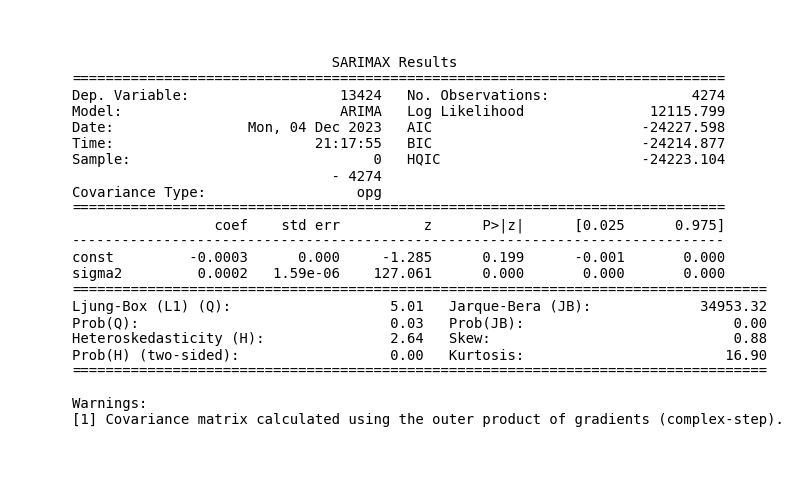 SARIMAX Results
==============================================================================
Dep. Variable:                  13424   No. Observations:                 4274
Model:                          ARIMA   Log Likelihood               12115.799
Date:                Mon, 04 Dec 2023   AIC                         -24227.598
Time:                        21:17:55   BIC                         -24214.877
Sample:                             0   HQIC                        -24223.104
                               - 4274
Covariance Type:                  opg
==============================================================================
                 coef    std err          z      P>|z|      [0.025      0.975]
------------------------------------------------------------------------------
const         -0.0003      0.000     -1.285      0.199      -0.001       0.000
sigma2         0.0002   1.59e-06    127.061      0.000       0.000       0.000
===================================================================================
Ljung-Box (L1) (Q):                   5.01   Jarque-Bera (JB):             34953.32
Prob(Q):                              0.03   Prob(JB):                         0.00
Heteroskedasticity (H):               2.64   Skew:                             0.88
Prob(H) (two-sided):                  0.00   Kurtosis:                        16.90
===================================================================================

Warnings:
[1] Covariance matrix calculated using the outer product of gradients (complex-step).